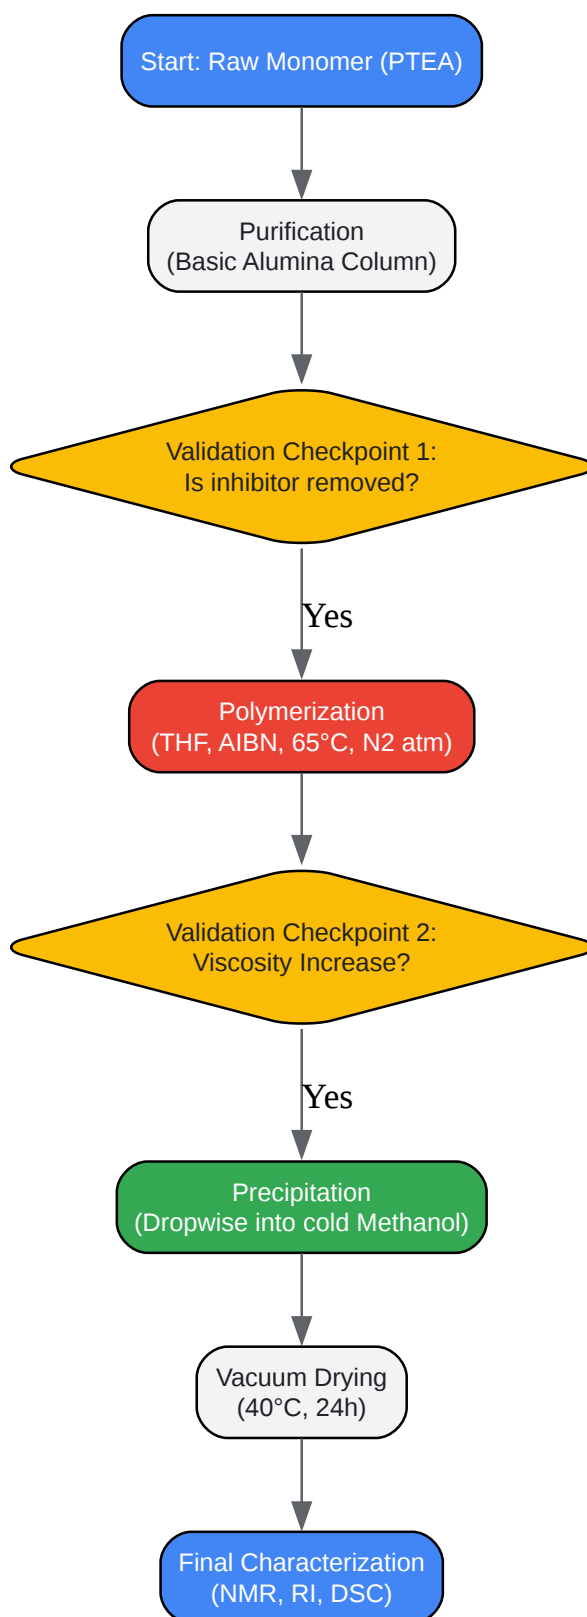 Start: Raw Monomer (PTEA)
Purification
(Basic Alumina Column)
Validation Checkpoint 1:
Is inhibitor removed?
Yes
Polymerization
(THF, AIBN, 65°C, N2 atm)
Validation Checkpoint 2:
Viscosity Increase?
Yes
Precipitation
(Dropwise into cold Methanol)
Vacuum Drying
(40°C, 24h)
Final Characterization
(NMR, RI, DSC)